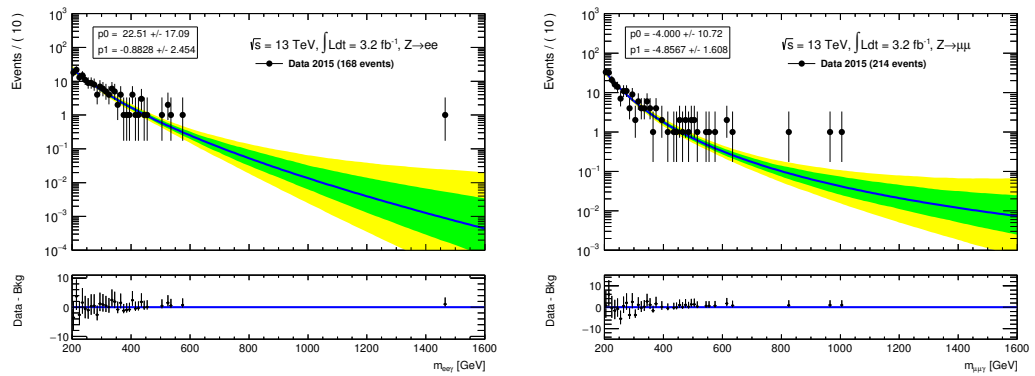 p0 = 22.51 +/- 17.09
p1 = -0.8828 +/- 2.454
√s = 13 TeV, ∫Ldt = 3.2 fb⁻¹, Z→ee
Data 2015 (168 events)
Events / ( 10 )
10³
10²
10
1
10⁻¹
10⁻²
10⁻³
10⁻⁴
Data - Bkg
10
0
−10
200 400 600 800 1000 1200 1400 1600
m_eeγ [GeV]
p0 = -4.000 +/- 10.72
p1 = -4.8567 +/- 1.608
√s = 13 TeV, ∫Ldt = 3.2 fb⁻¹, Z→μμ
Data 2015 (214 events)
Events / ( 10 )
10³
10²
10
1
10⁻¹
10⁻²
10⁻³
Data - Bkg
10
0
−10
200 400 600 800 1000 1200 1400 1600
m_μμγ [GeV]